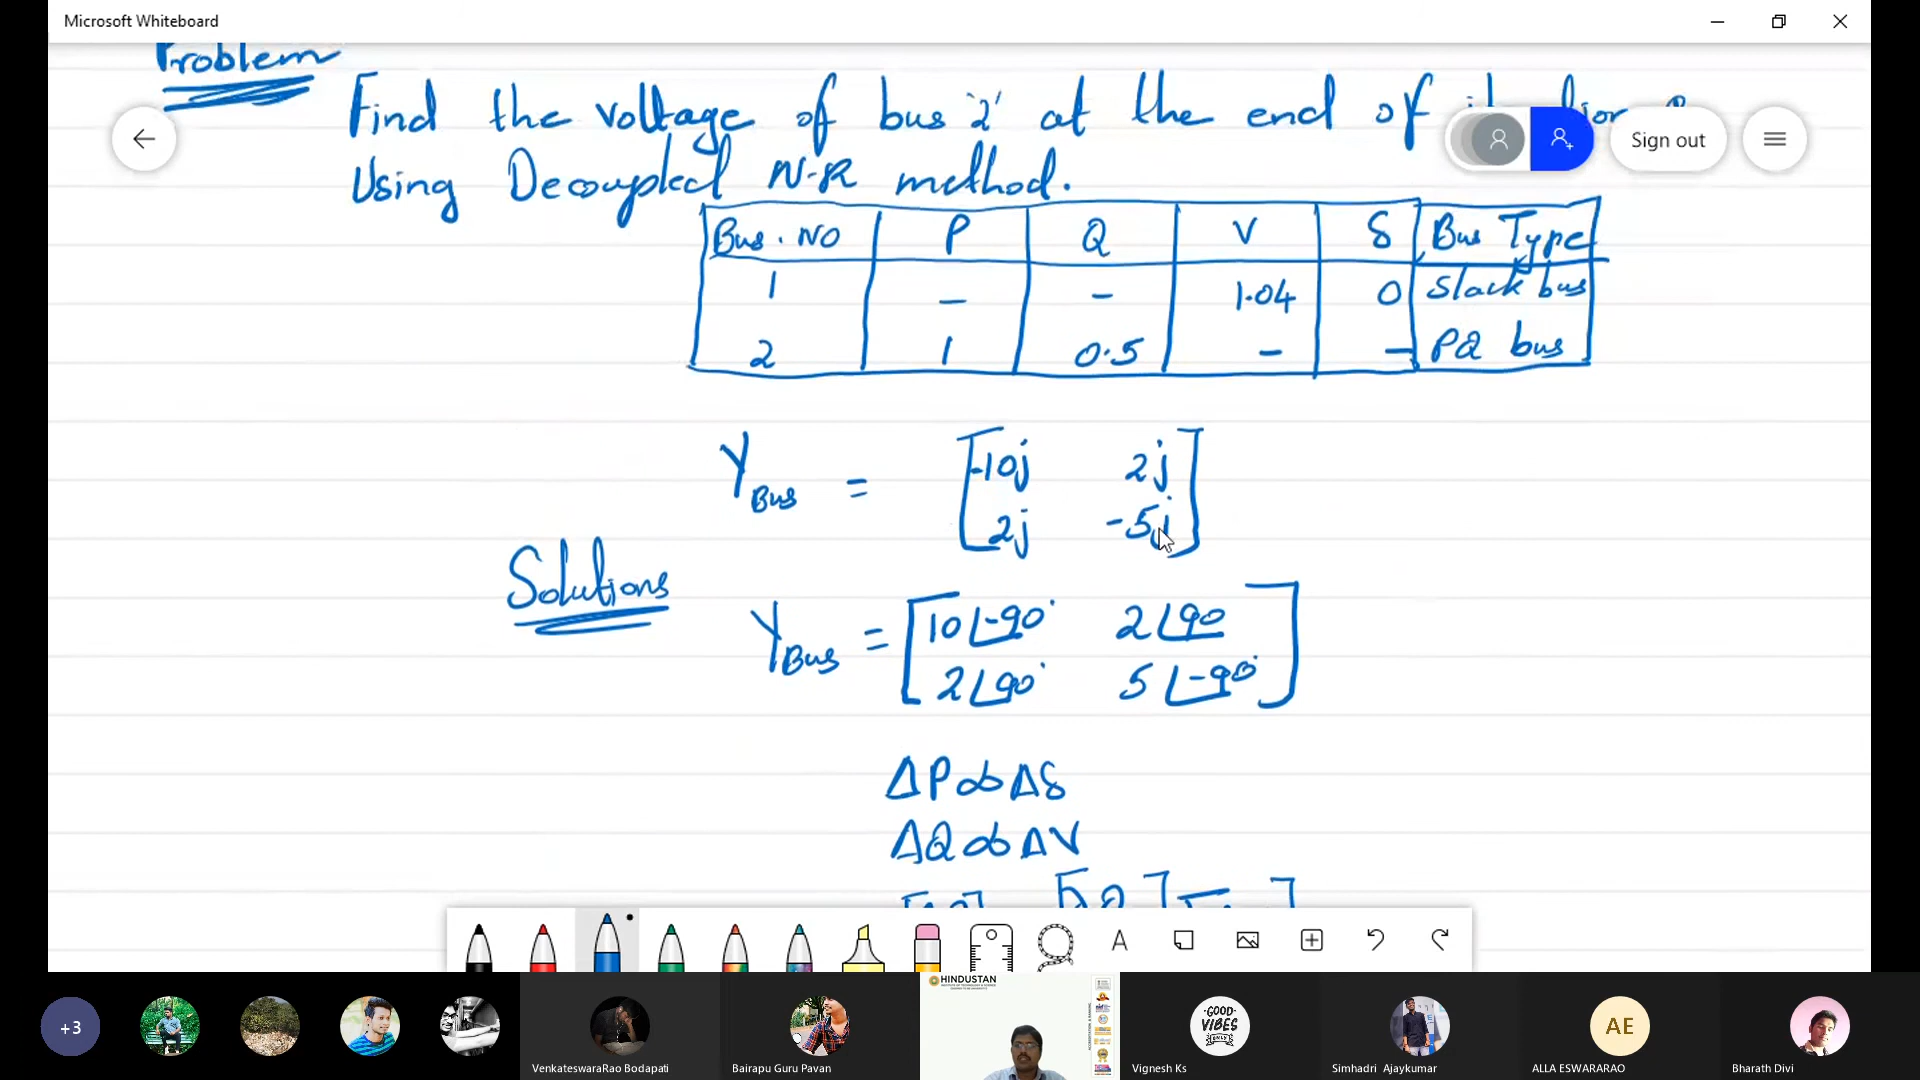 Microsoft Whiteboard
Problem
Find the voltage of bus '2' at the end of
Using Decoupled N-R method.
Sign out
Bus. NO P Q V δ Bus Type
1 - - 1.04 0 Slack bus
2 1 0.5 - - PQ bus
Y Bus = [-10j 2j
2j -5j]
Solutions
Y Bus = [10∠-90° 2∠90
2∠90° 5∠-90°]
ΔP∞Δδ
ΔQ∞ΔV
A
HINDUSTAN
GOOD
VIBES
ONLY
+3
AE
VenkateswaraRao Bodapati
Bairapu Guru Pavan
Vignesh Ks
Simhadri Ajaykumar
ALLA ESWARARAO
Bharath Divi